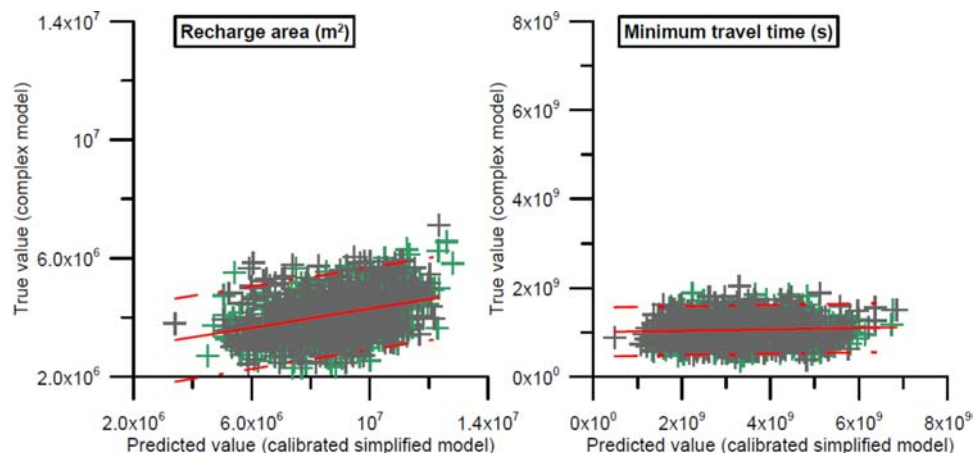 Recharge area (m²)
True value (complex model)
1.4x10⁷
10⁷
6.0x10⁶
2.0x10⁶
2.0x10⁶ 6.0x10⁶ 10⁷ 1.4x10⁷
Predicted value (calibrated simplified model)
Minimum travel time (s)
True value (complex model)
8x10⁹
6x10⁹
4x10⁹
2x10⁹
0x10⁰
0x10⁰ 2x10⁹ 4x10⁹ 6x10⁹ 8x10⁹
Predicted value (calibrated simplified model)